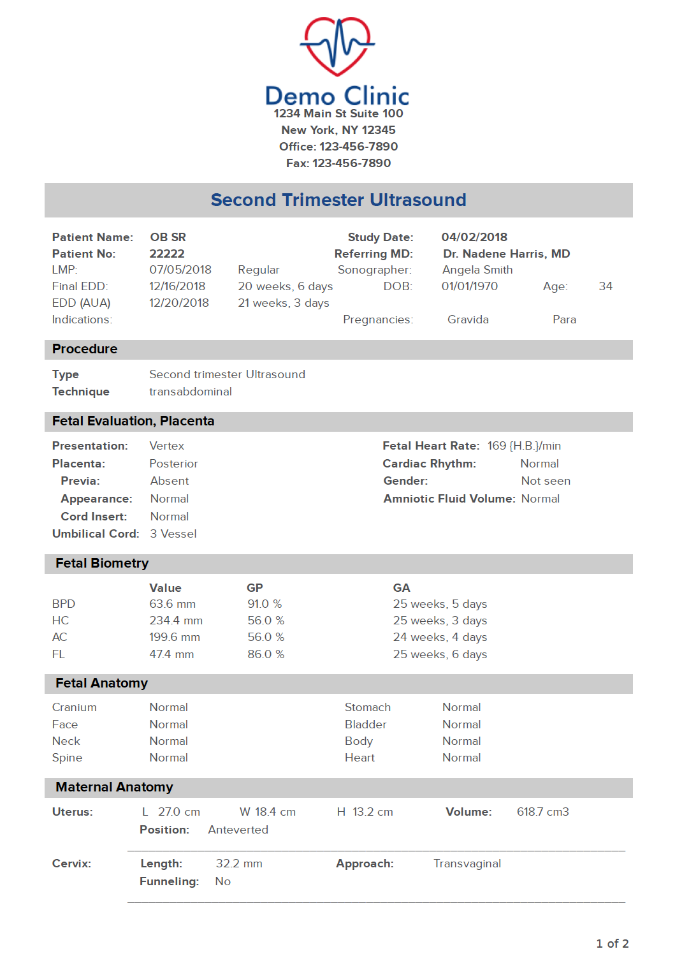 Demo Clinic
1234 Main St Suite 100
New York, NY 12345
Office: 123-456-7890
Fax: 123-456-7890
Second Trimester Ultrasound
Patient Name: OB SR Study Date: 04/02/2018
Patient No: 22222 Referring MD: Dr. Nadene Harris, MD
LMP: 07/05/2018 Regular Sonographer: Angela Smith
Final EDD: 12/16/2018 20 weeks, 6 days DOB: 01/01/1970 Age: 34
EDD (AUA) 12/20/2018 21 weeks, 3 days
Indications: Pregnancies: Gravida Para
Procedure
Type Second trimester Ultrasound
Technique transabdominal
Fetal Evaluation, Placenta
Presentation: Vertex Fetal Heart Rate: 169 {H.B.}/min
Placenta: Posterior Cardiac Rhythm: Normal
Previa: Absent Gender: Not seen
Appearance: Normal Amniotic Fluid Volume: Normal
Cord Insert: Normal
Umbilical Cord: 3 Vessel
Fetal Biometry
Value GP GA
BPD 63.6 mm 91.0 % 25 weeks, 5 days
HC 234.4 mm 56.0 % 25 weeks, 3 days
AC 199.6 mm 56.0 % 24 weeks, 4 days
FL 47.4 mm 86.0 % 25 weeks, 6 days
Fetal Anatomy
Cranium Normal Stomach Normal
Face Normal Bladder Normal
Neck Normal Body Normal
Spine Normal Heart Normal
Maternal Anatomy
Uterus: L 27.0 cm W 18.4 cm H 13.2 cm Volume: 618.7 cm3
Position: Anteverted
Cervix: Length: 32.2 mm Approach: Transvaginal
Funneling: No
1 of 2